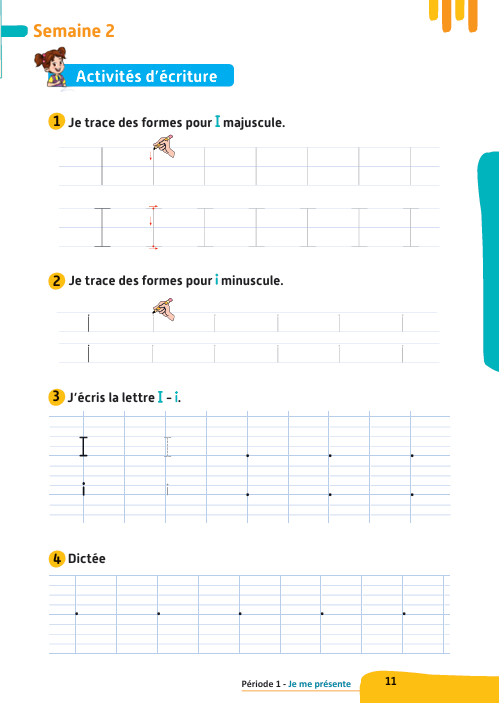 Semaine 2
Activités d'écriture
1 Je trace des formes pour I majuscule.
I I I I I I I
2 Je trace des formes pour i minuscule.
i i i i i i i
3 J'écris la lettre I - i.
I I
i i
4 Dictée
Période 1 - Je me présente 11